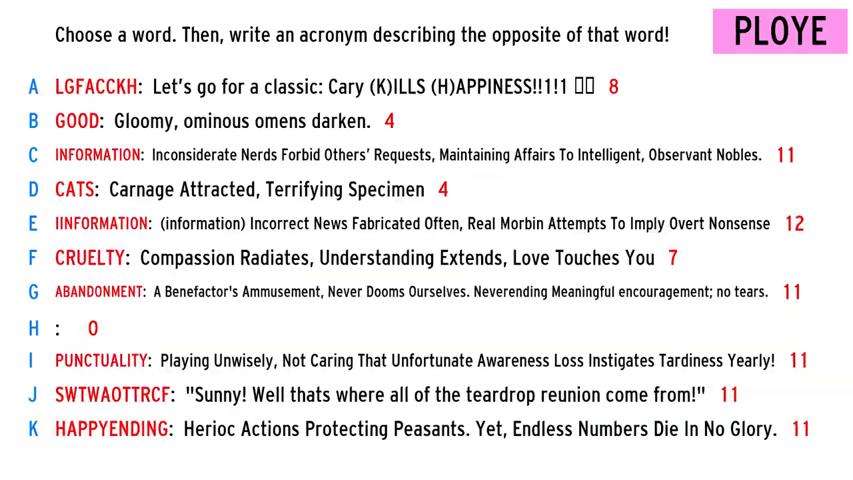 Choose a word. Then, write an acronym describing the opposite of that word!
PLOYE
A LGFACCKH: Let's go for a classic: Cary (K)ILLS (H)APPINESS!!1!1 8
B GOOD: Gloomy, ominous omens darken. 4
C INFORMATION: Inconsiderate Nerds Forbid Others' Requests, Maintaining Affairs To Intelligent, Observant Nobles. 11
D CATS: Carnage Attracted, Terrifying Specimen 4
E IINFORMATION: (information) Incorrect News Fabricated Often, Real Morbin Attempts To Imply Overt Nonsense 12
F CRUELTY: Compassion Radiates, Understanding Extends, Love Touches You 7
G ABANDONMENT: A Benefactor's Ammusement, Never Dooms Ourselves. Neverending Meaningful encouragement; no tears. 11
H : 0
I PUNCTUALITY: Playing Unwisely, Not Caring That Unfortunate Awareness Loss Instigates Tardiness Yearly! 11
J SWTWAOTTRCF: "Sunny! Well thats where all of the teardrop reunion come from!" 11
K HAPPYENDING: Herioc Actions Protecting Peasants. Yet, Endless Numbers Die In No Glory. 11